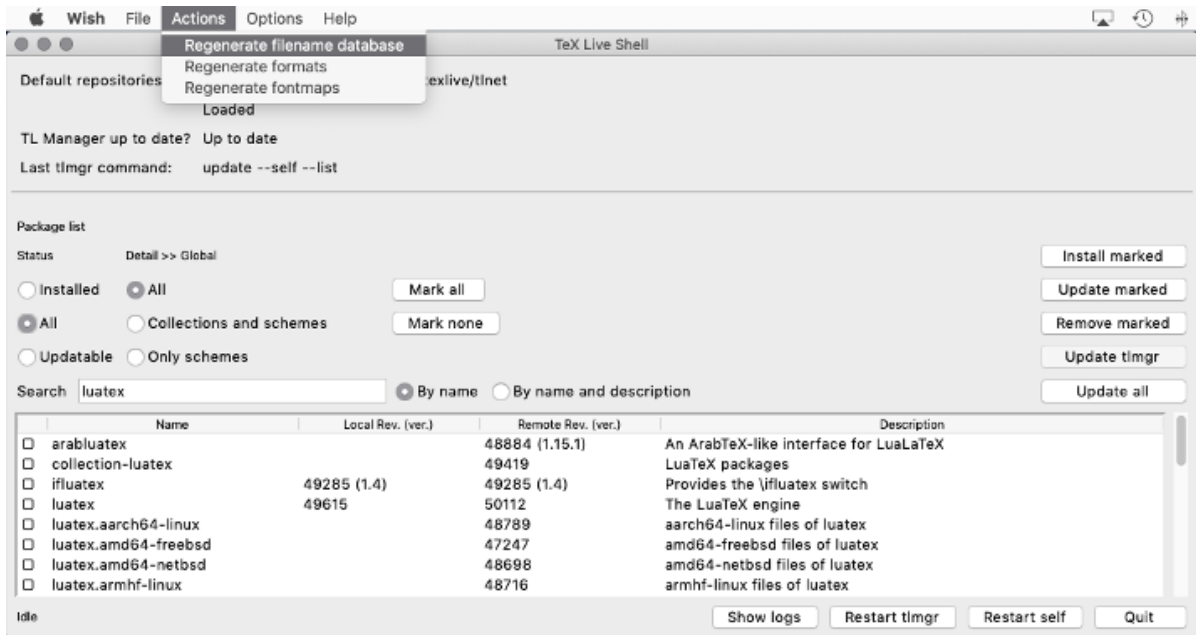 Wish File Actions Options Help
TeX Live Shell
Regenerate filename database
Regenerate formats
Regenerate fontmaps
Default repositories exlive/tlnet
Loaded
TL Manager up to date? Up to date
Last tlmgr command: update --self --list
Package list
Status Detail >> Global
Install marked
Installed All Mark all Update marked
All Collections and schemes Mark none Remove marked
Updatable Only schemes Update tlmgr
Search luatex By name By name and description Update all
Name Local Rev. (ver.) Remote Rev. (ver.) Description
arabluatex 48884 (1.15.1) An ArabTeX-like interface for LuaLaTeX
collection-luatex 49419 LuaTeX packages
ifluatex 49285 (1.4) 49285 (1.4) Provides the \ifluatex switch
luatex 49615 50112 The LuaTeX engine
luatex.aarch64-linux 48789 aarch64-linux files of luatex
luatex.amd64-freebsd 47247 amd64-freebsd files of luatex
luatex.amd64-netbsd 48698 amd64-netbsd files of luatex
luatex.armhf-linux 48716 armhf-linux files of luatex
Idle Show logs Restart tlmgr Restart self Quit